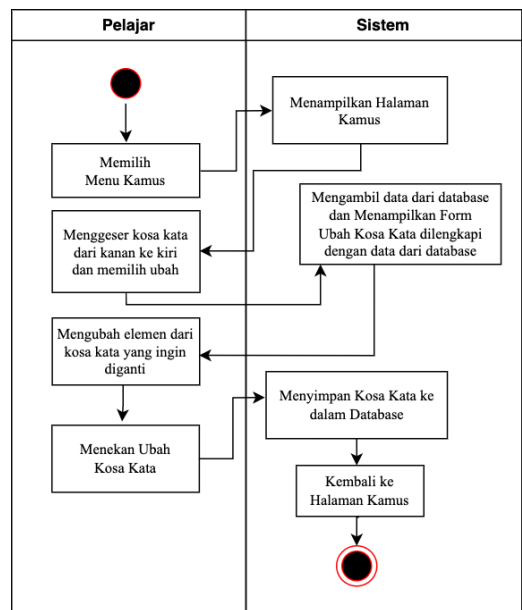 Pelajar
Sistem
Memilih
Menu Kamus
Menampilkan Halaman
Kamus
Menggeser kosa kata
dari kanan ke kiri
dan memilih ubah
Mengambil data dari database
dan Menampilkan Form
Ubah Kosa Kata dilengkapi
dengan data dari database
Mengubah elemen dari
kosa kata yang ingin
diganti
Menekan Ubah
Kosa Kata
Menyimpan Kosa Kata ke
dalam Database
Kembali ke
Halaman Kamus